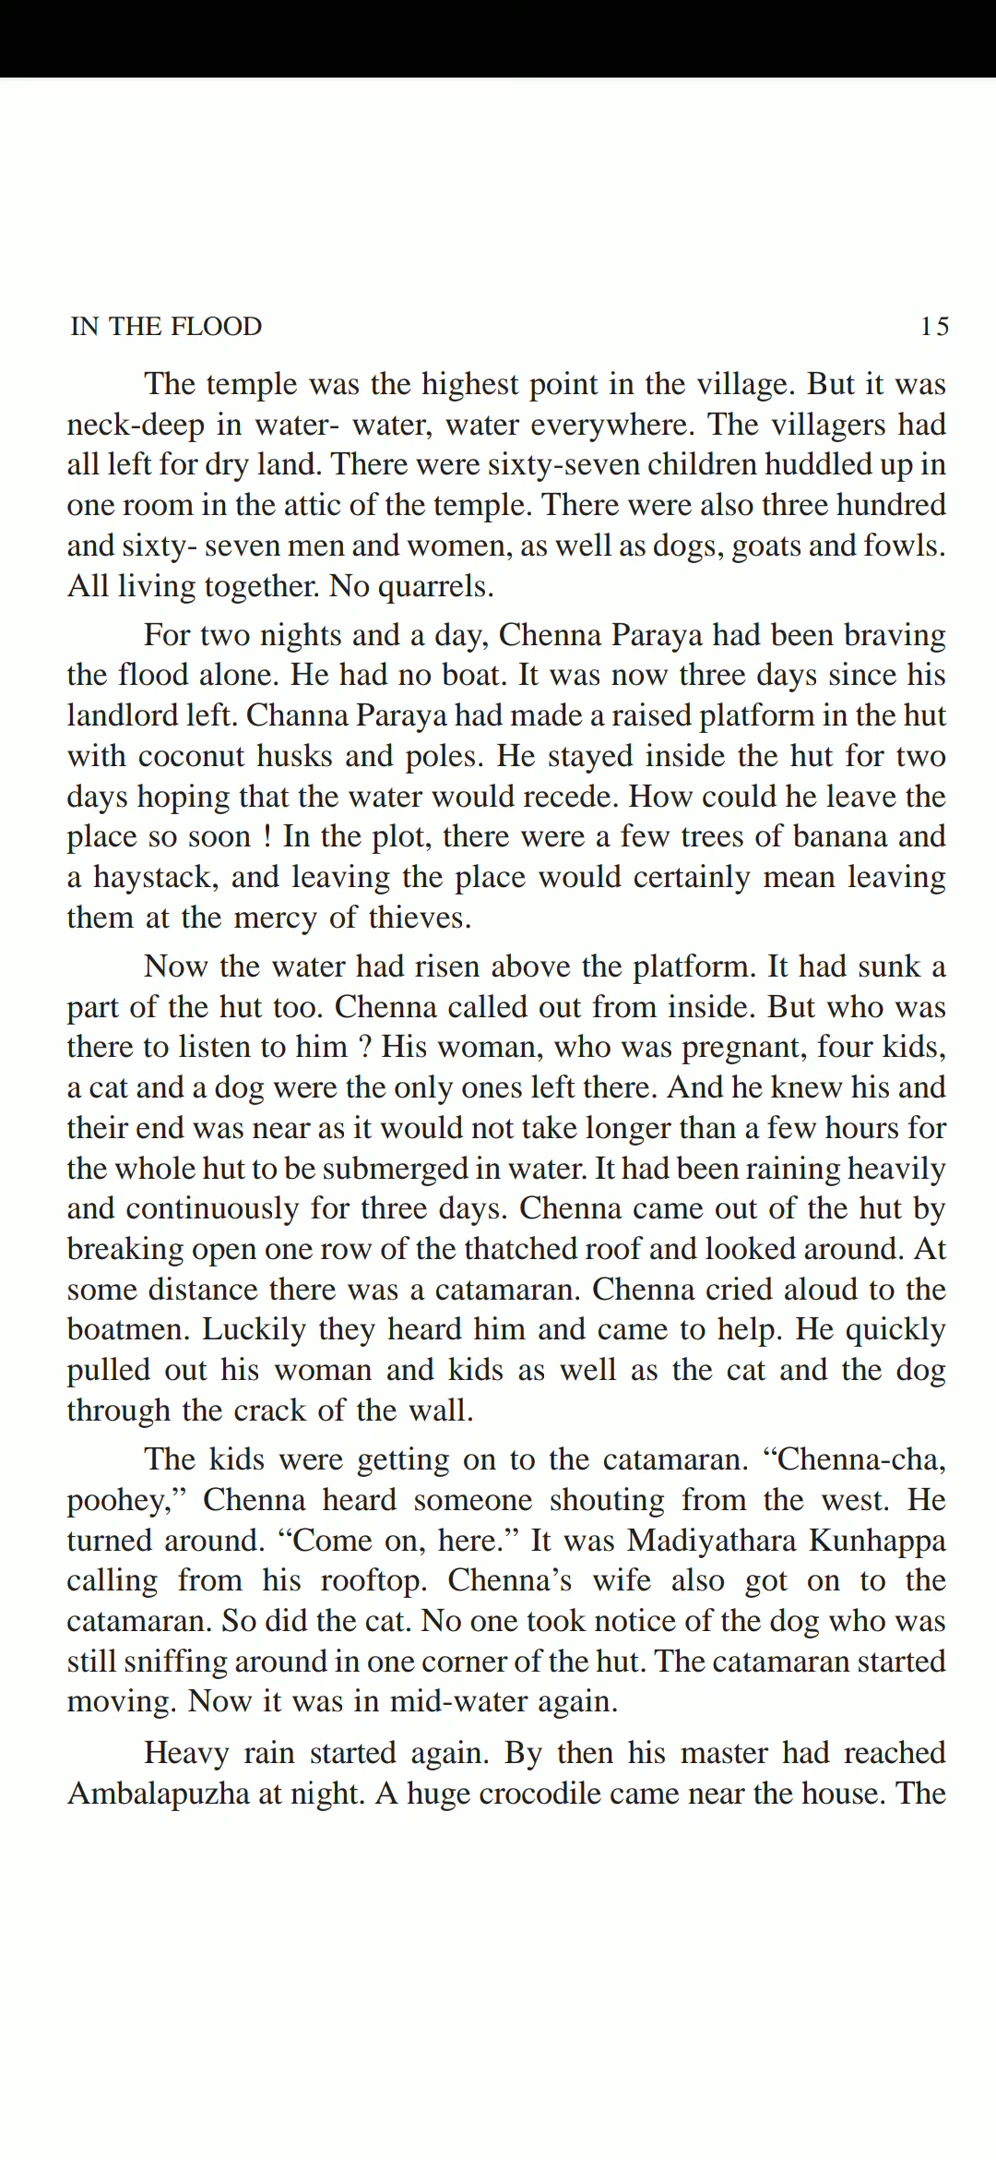 IN THE FLOOD 15
The temple was the highest point in the village. But it was
neck-deep in water- water, water everywhere. The villagers had
all left for dry land. There were sixty-seven children huddled up in
one room in the attic of the temple. There were also three hundred
and sixty- seven men and women, as well as dogs, goats and fowls.
All living together. No quarrels.
For two nights and a day, Chenna Paraya had been braving
the flood alone. He had no boat. It was now three days since his
landlord left. Channa Paraya had made a raised platform in the hut
with coconut husks and poles. He stayed inside the hut for two
days hoping that the water would recede. How could he leave the
place so soon ! In the plot, there were a few trees of banana and
a haystack, and leaving the place would certainly mean leaving
them at the mercy of thieves.
Now the water had risen above the platform. It had sunk a
part of the hut too. Chenna called out from inside. But who was
there to listen to him ? His woman, who was pregnant, four kids,
a cat and a dog were the only ones left there. And he knew his and
their end was near as it would not take longer than a few hours for
the whole hut to be submerged in water. It had been raining heavily
and continuously for three days. Chenna came out of the hut by
breaking open one row of the thatched roof and looked around. At
some distance there was a catamaran. Chenna cried aloud to the
boatmen. Luckily they heard him and came to help. He quickly
pulled out his woman and kids as well as the cat and the dog
through the crack of the wall.
The kids were getting on to the catamaran. “Chenna-cha,
poohey,” Chenna heard someone shouting from the west. He
turned around. “Come on, here.” It was Madiyathara Kunhappa
calling from his rooftop. Chenna’s wife also got on to the
catamaran. So did the cat. No one took notice of the dog who was
still sniffing around in one corner of the hut. The catamaran started
moving. Now it was in mid-water again.
Heavy rain started again. By then his master had reached
Ambalapuzha at night. A huge crocodile came near the house. The